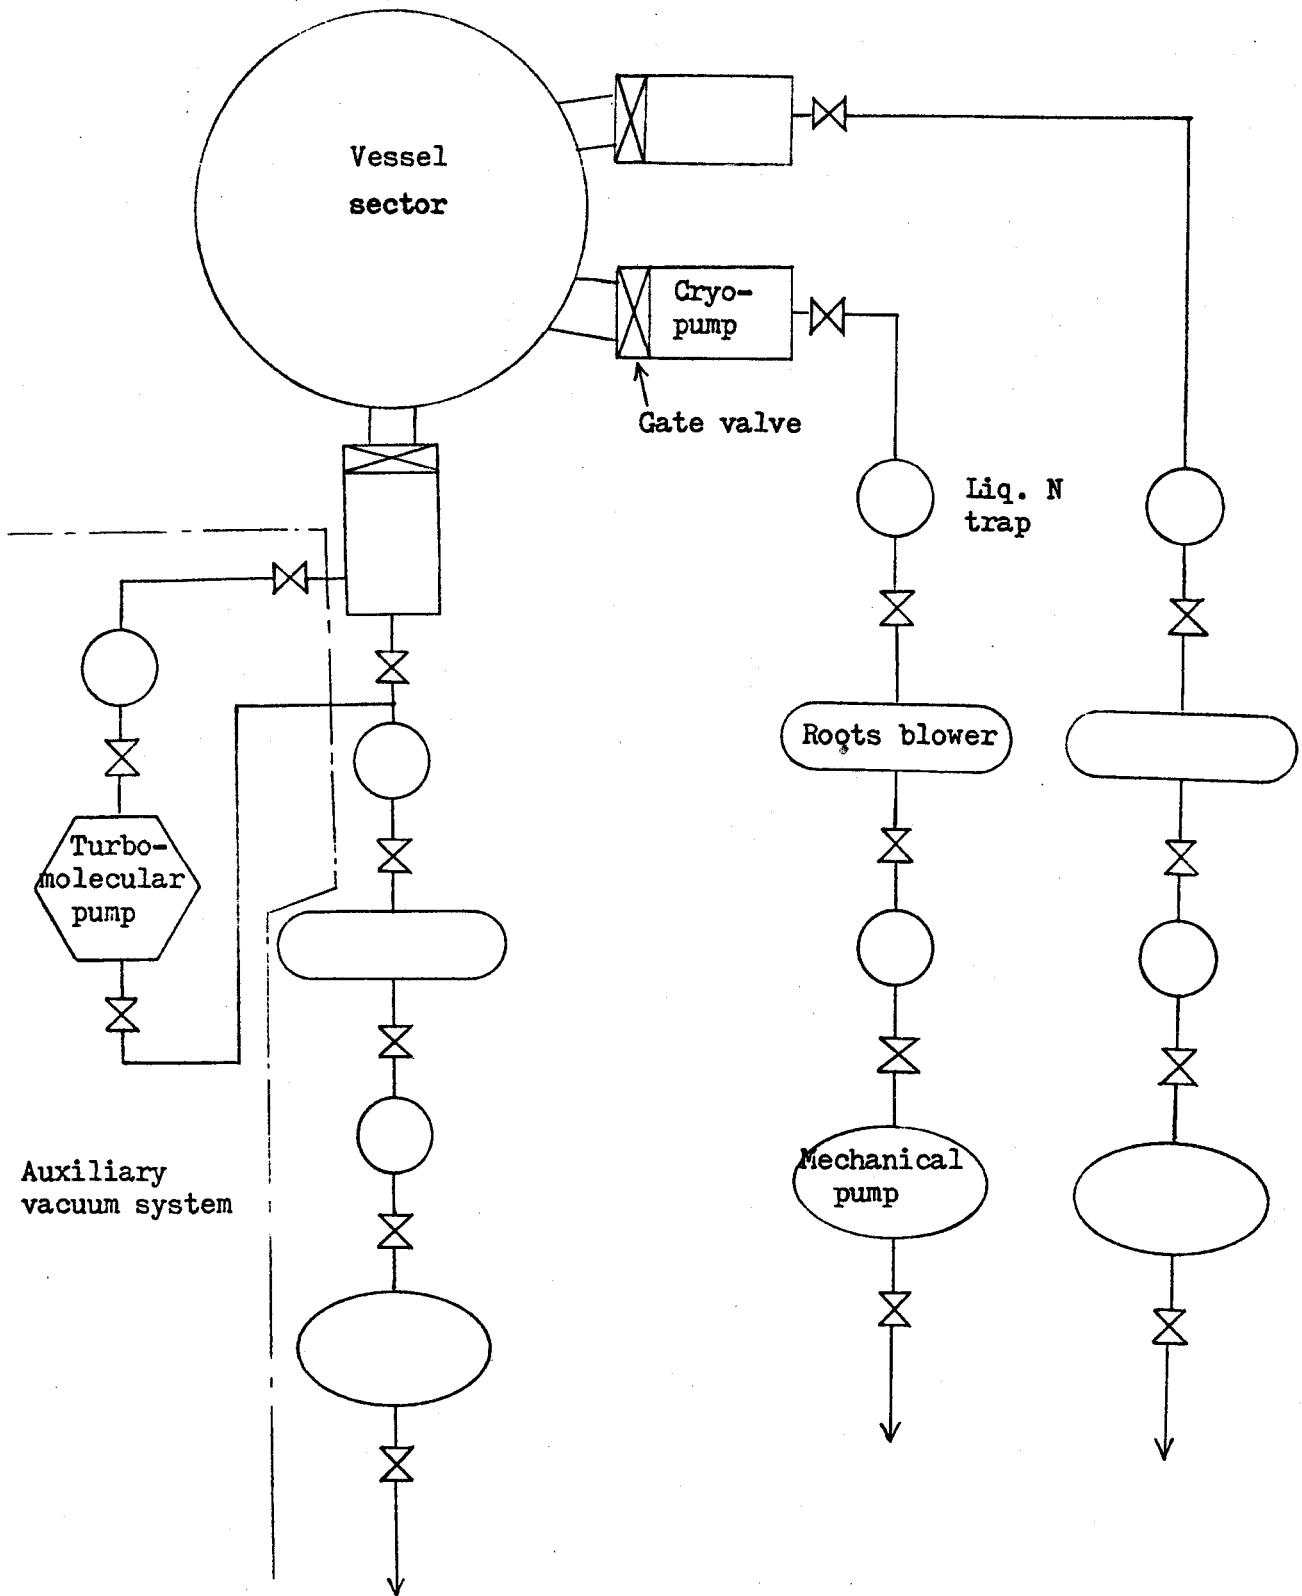 Vessel
sector
Cryo-
pump
Gate valve
Liq. N
trap
Roots blower
Turbo-
molecular
pump
Mechanical
pump
Auxiliary
vacuum system